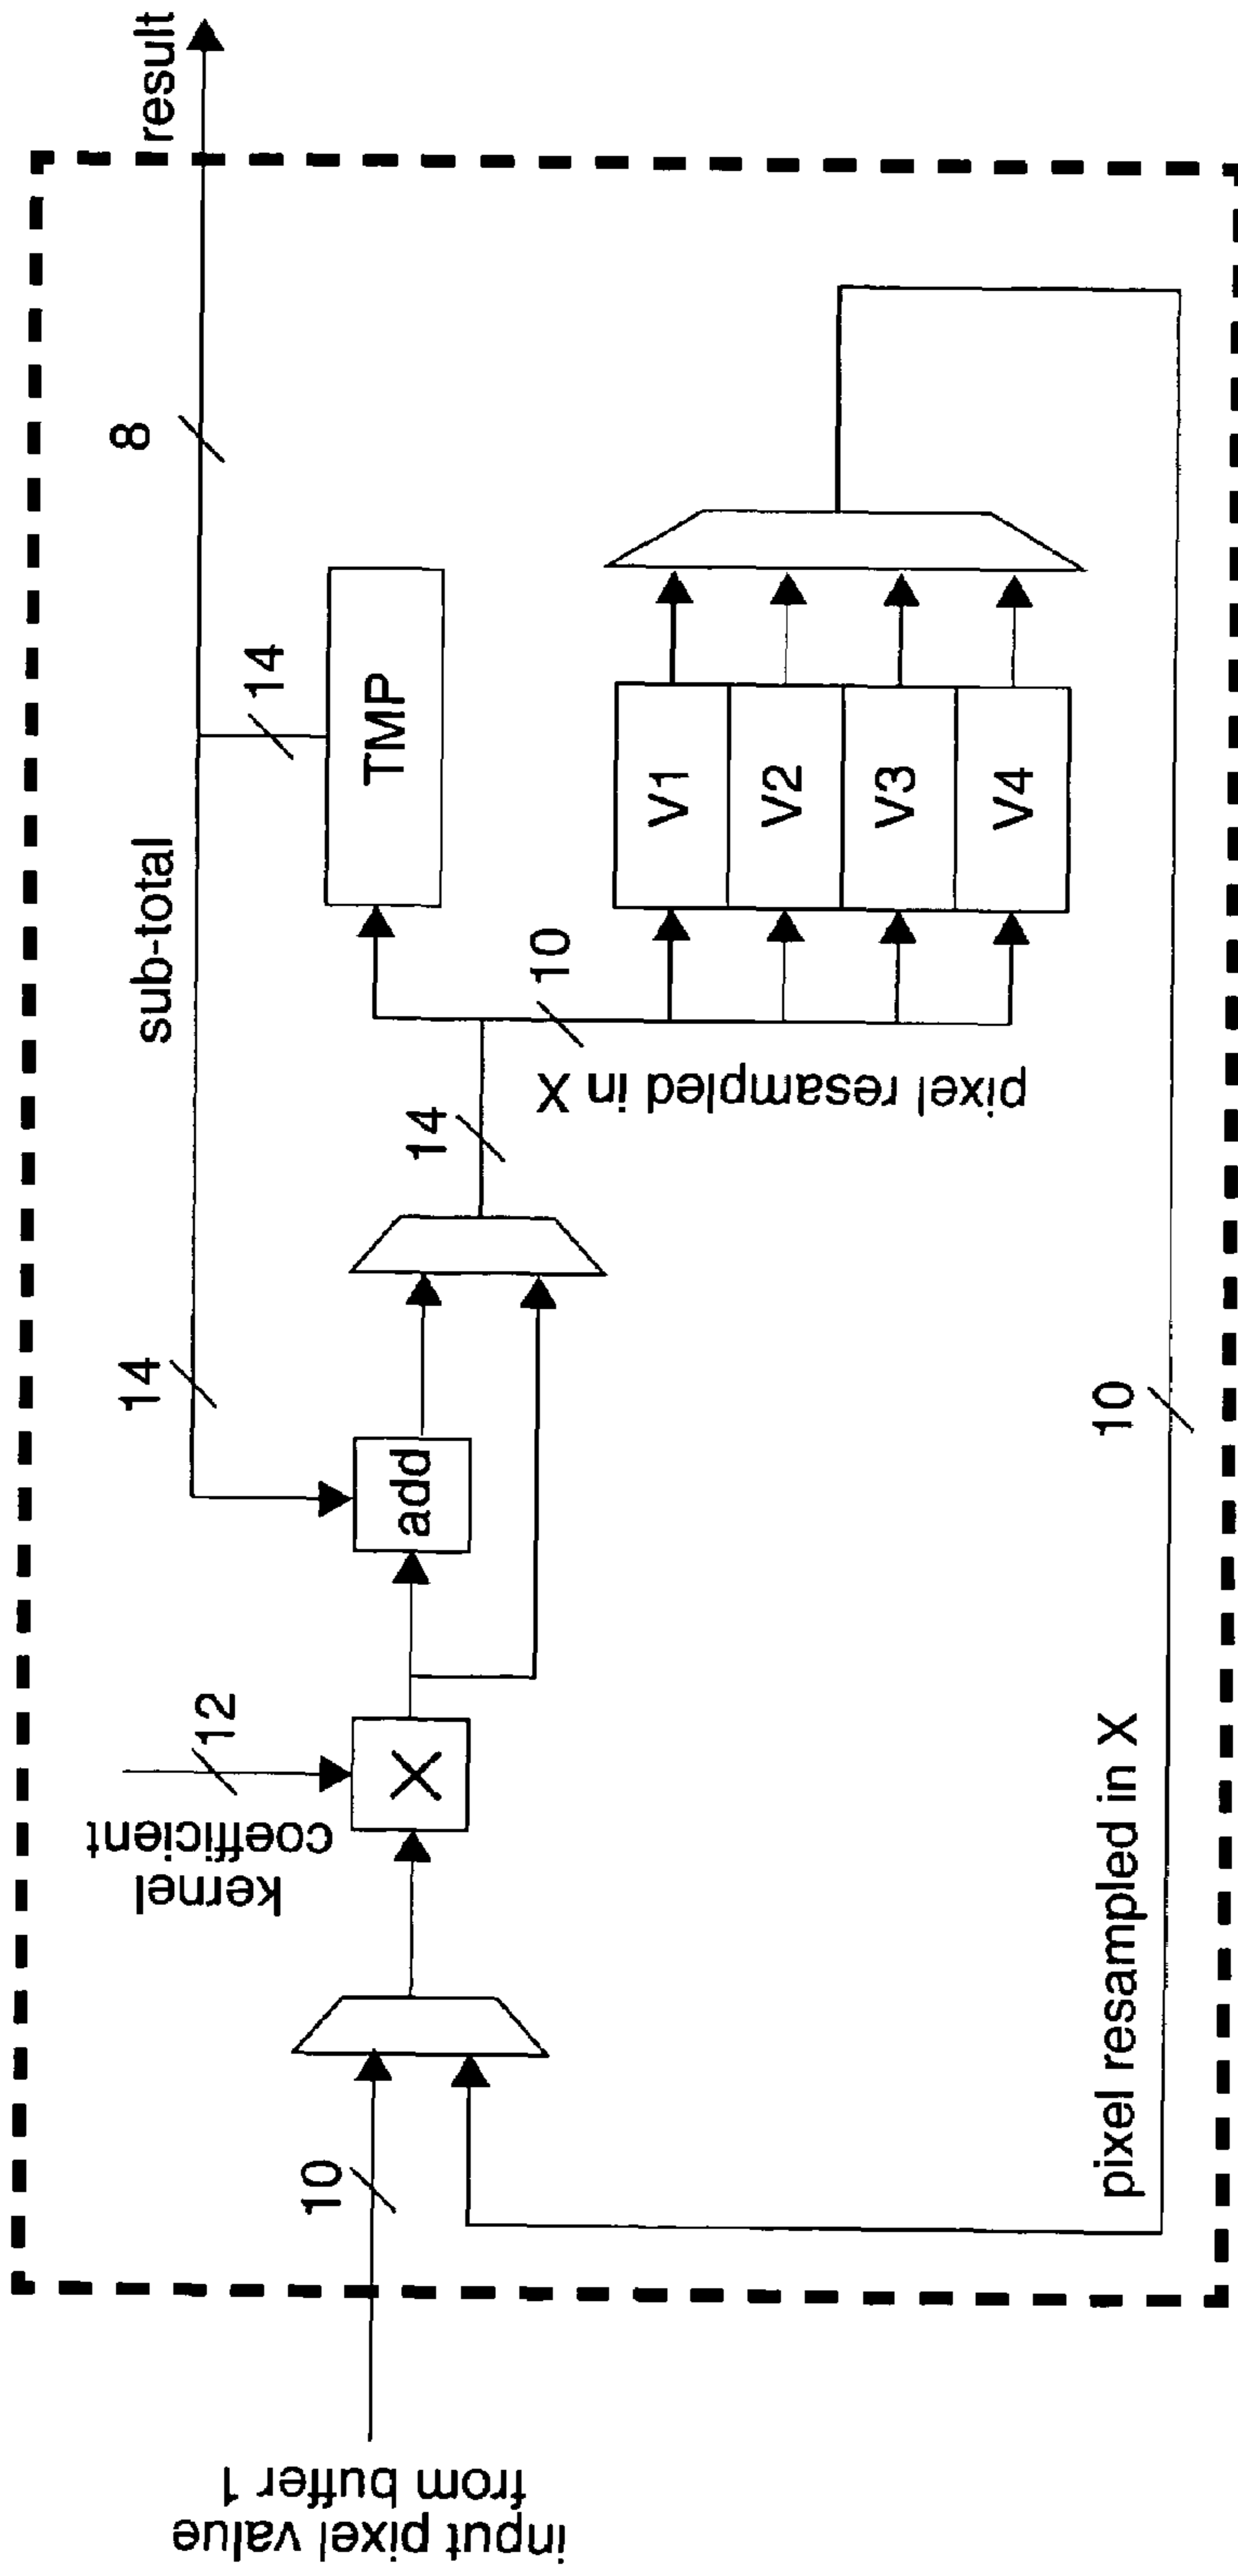 input pixel value
from buffer 1
10
kernel
coefficient
12
X
add
14
sub-total
14
pixel resampled in X
10
TMP
14
V1
V2
V3
V4
8
result
pixel resampled in X
10